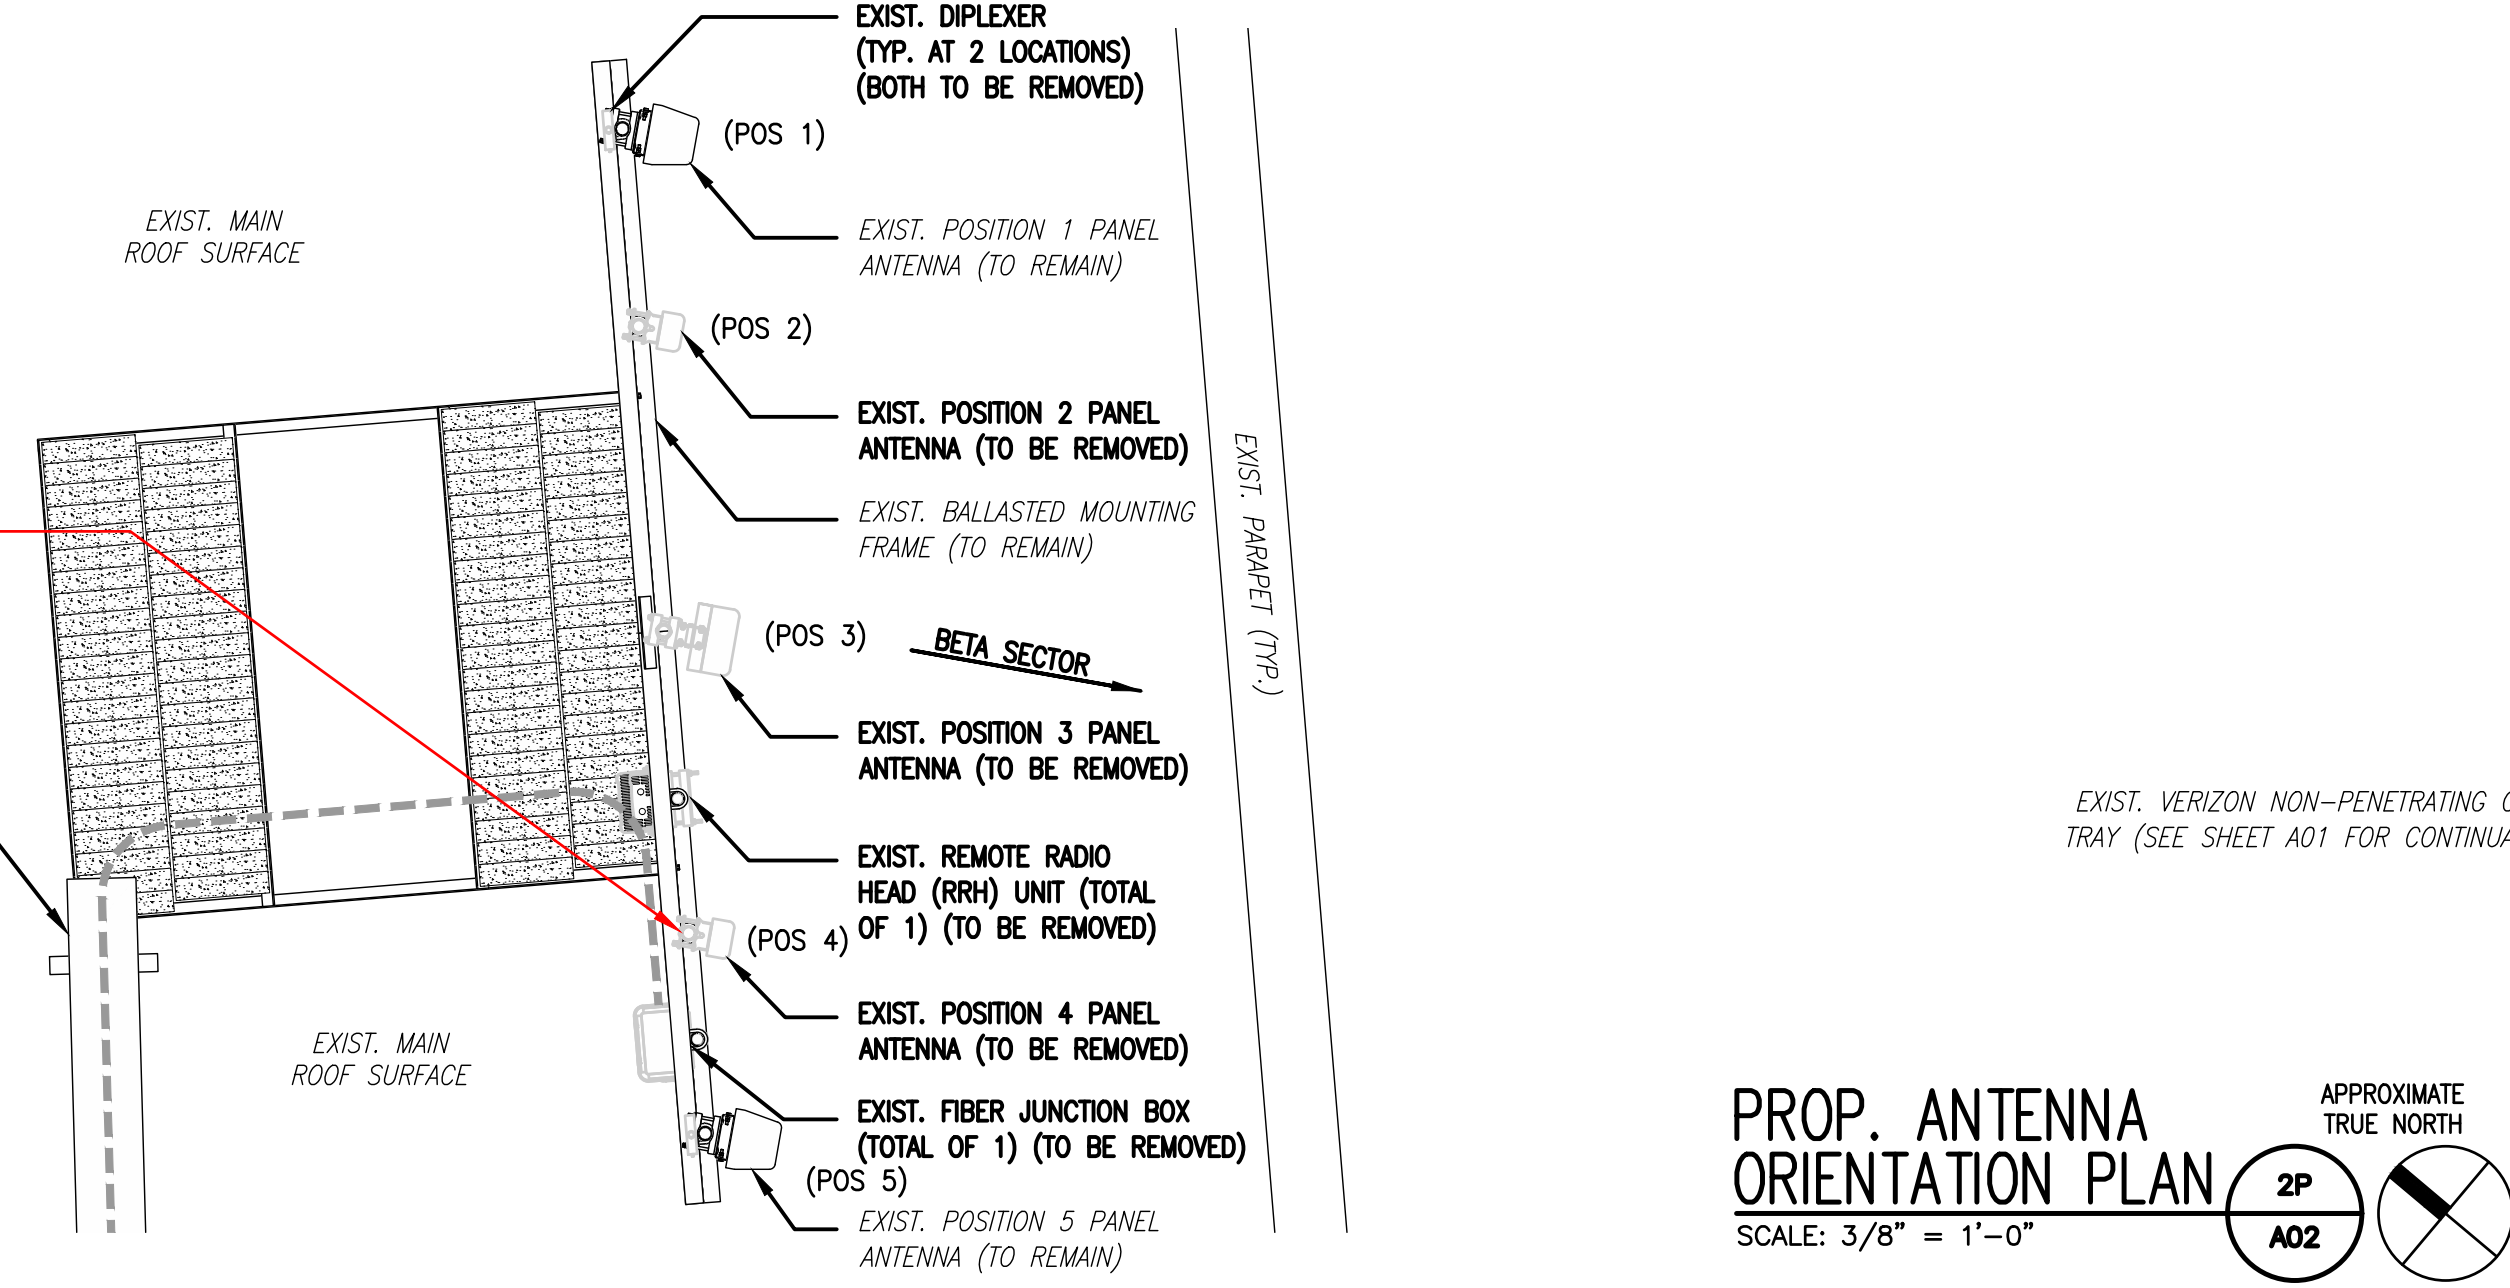 EXIST. DIPLEXER
(TYP. AT 2 LOCATIONS)
(BOTH TO BE REMOVED)
(POS 1)
EXIST. MAIN
ROOF SURFACE
EXIST. POSITION 1 PANEL
ANTENNA (TO REMAIN)
(POS 2)
EXIST. POSITION 2 PANEL
ANTENNA (TO BE REMOVED)
EXIST. BALLASTED MOUNTING
FRAME (TO REMAIN)
EXIST. PARAPET (TYP.)
(POS 3)
BETA SECTOR
EXIST. POSITION 3 PANEL
ANTENNA (TO BE REMOVED)
EXIST. REMOTE RADIO
HEAD (RRH) UNIT (TOTAL
OF 1) (TO BE REMOVED)
(POS 4)
EXIST. POSITION 4 PANEL
ANTENNA (TO BE REMOVED)
EXIST. MAIN
ROOF SURFACE
EXIST. FIBER JUNCTION BOX
(TOTAL OF 1) (TO BE REMOVED)
(POS 5)
EXIST. POSITION 5 PANEL
ANTENNA (TO REMAIN)
EXIST. VERIZON NON-PENETRATING
TRAY (SEE SHEET A01 FOR
PROP. ANTENNA
ORIENTATION PLAN
SCALE: 3/8" = 1'-0"
2P
A02
APPROXIMATE
TRUE NORTH